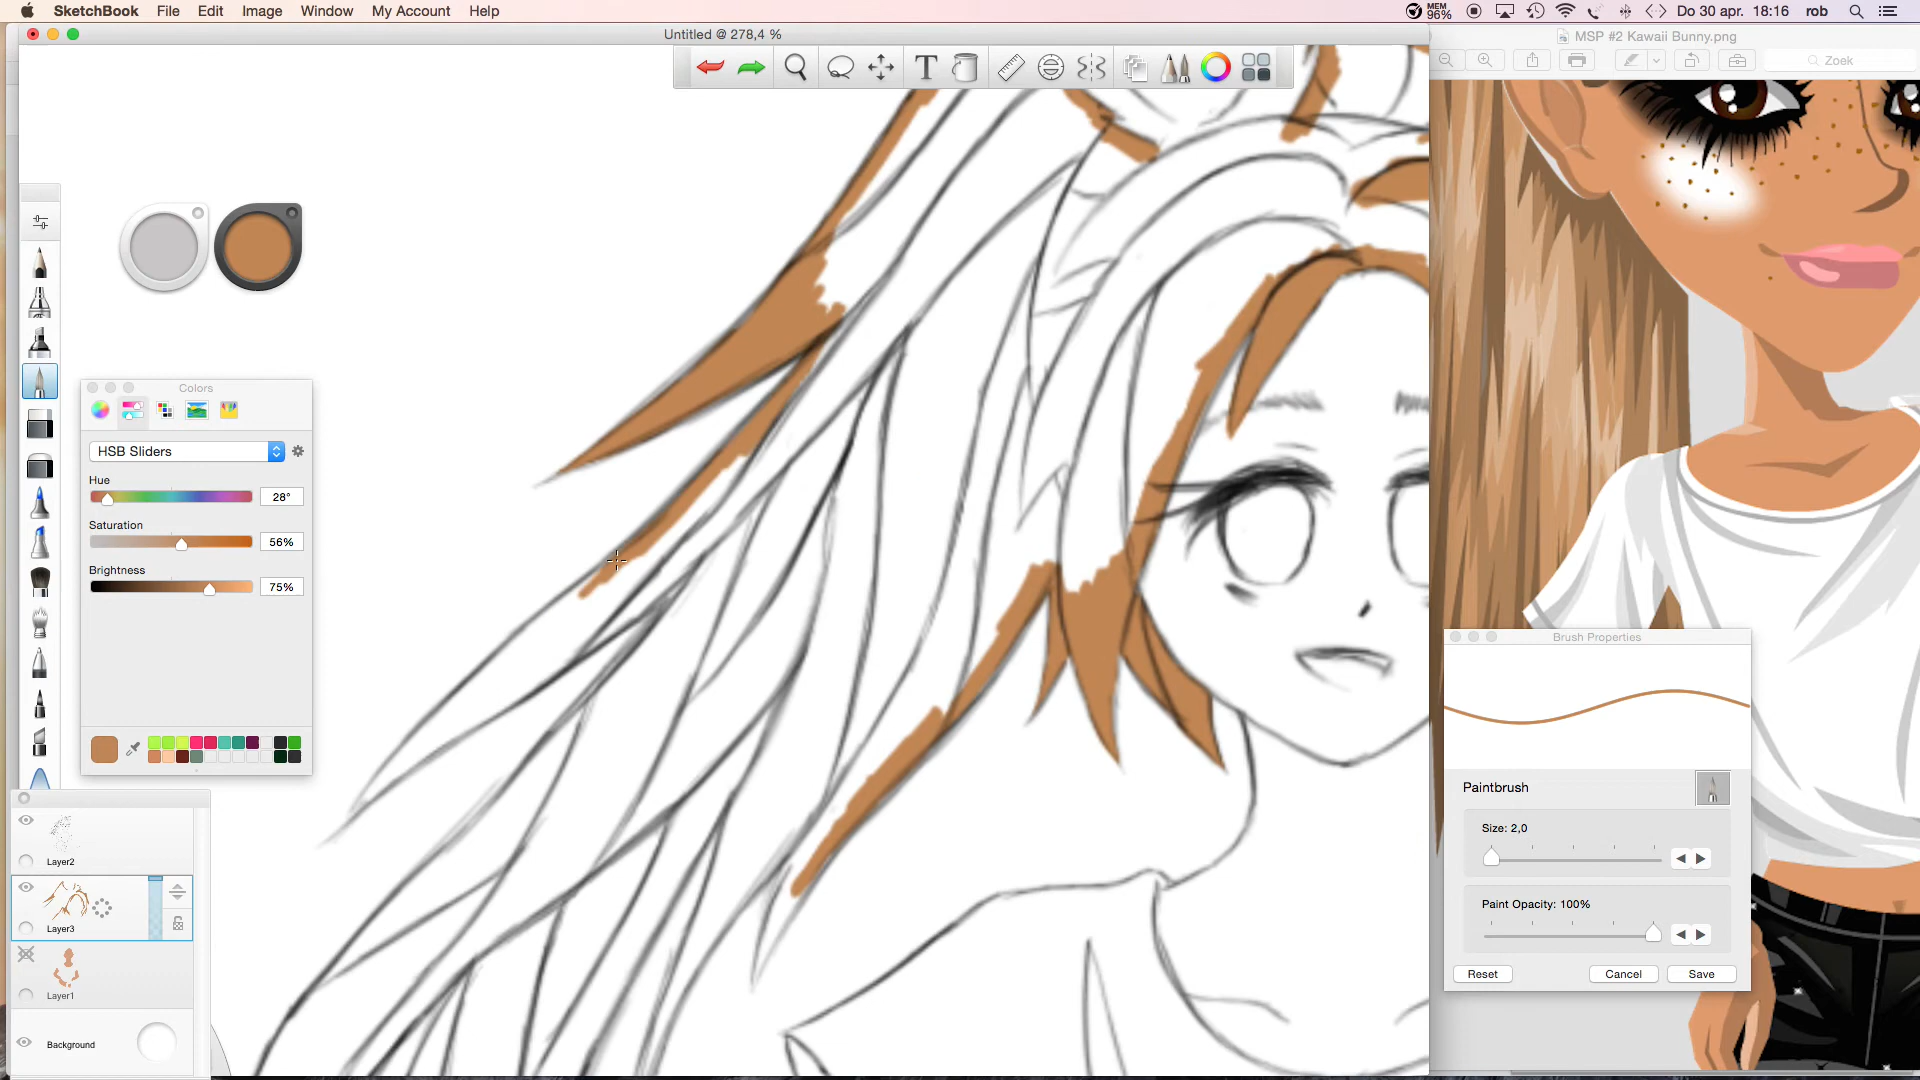 SketchBook File Edit Image Window My Account Help
MEM
96%
Do 30 apr. 18:16 rob
Untitled @ 278,4 %
MSP #2 Kawaii Bunny.png
T
Zoek
Colors
HSB Sliders
Hue
28°
Saturation
56%
Brightness
75%
Layer2
Layer3
Layer1
Background
Brush Properties
Paintbrush
Size: 2,0
Paint Opacity: 100%
Reset Cancel Save